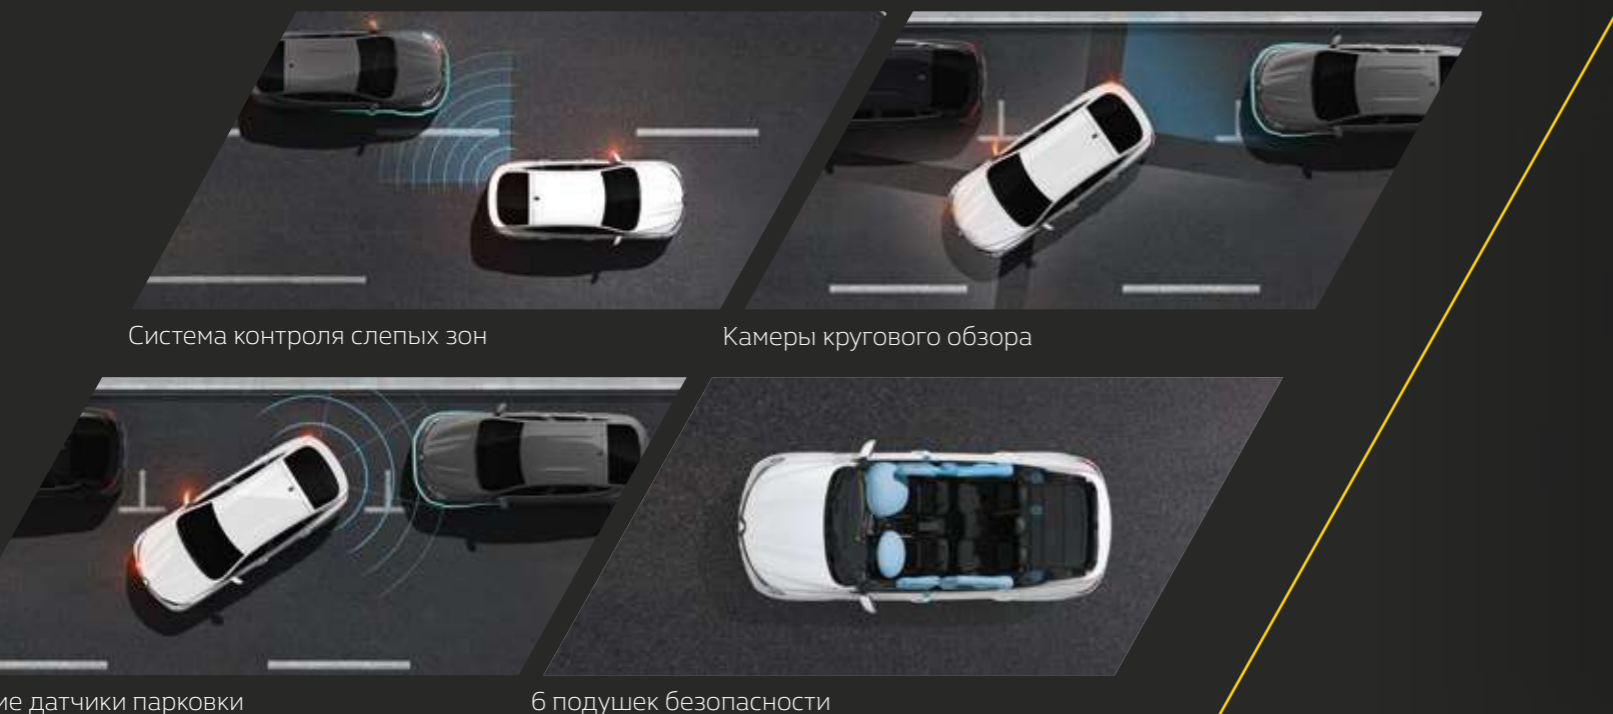 Система контроля слепых зон
Камеры кругового обзора
датчики парковки
6 подушек безопасности